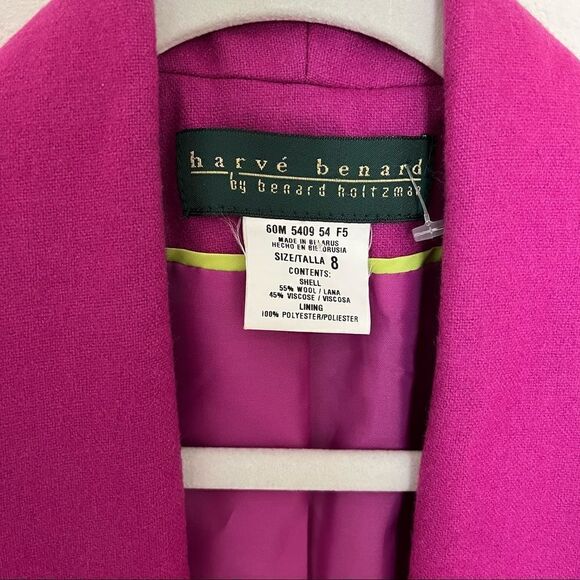 harvé benard
by benard holtzman
60M 5409 54 F5
MADE IN BELARUS
HECHO EN BIELORUSIA
SIZE/TALLA 8
CONTENTS:
SHELL
55% WOOL / LANA
45% VISCOSE / VISCOSA
LINING
100% POLYESTER/POLIESTER